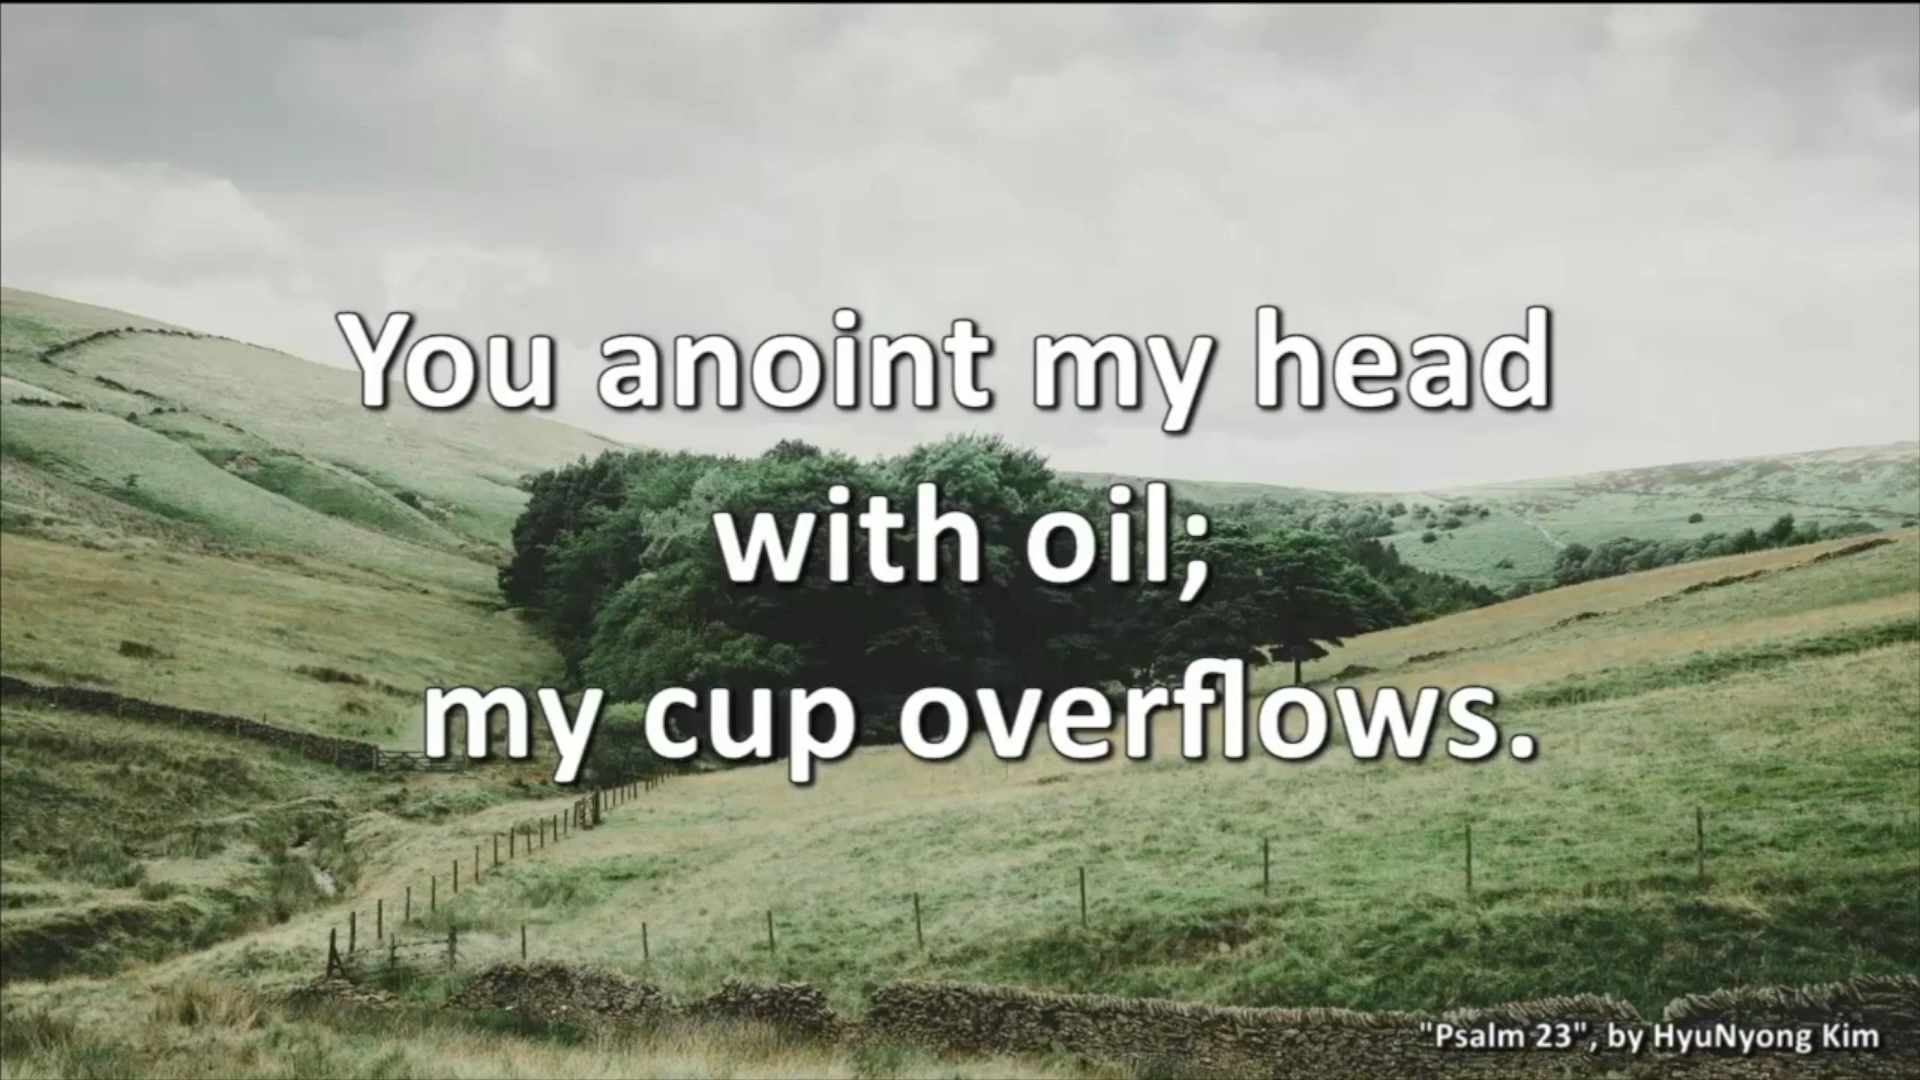 You anoint my head
with oil;
my cup overflows.
"Psalm 23", by HyuNyong Kim